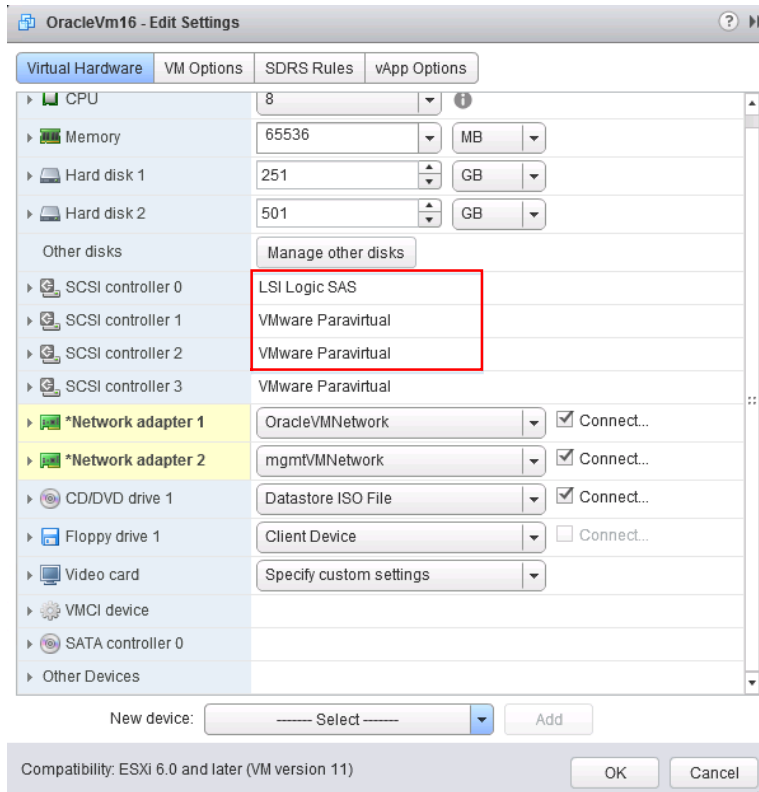 OracleVm16 - Edit Settings ?
Virtual Hardware VM Options SDRS Rules vApp Options
CPU 8
Memory 65536 MB
Hard disk 1 251 GB
Hard disk 2 501 GB
Other disks Manage other disks
SCSI controller 0 LSI Logic SAS
SCSI controller 1 VMware Paravirtual
SCSI controller 2 VMware Paravirtual
SCSI controller 3 VMware Paravirtual
*Network adapter 1 OracleVMNetwork Connect...
*Network adapter 2 mgmtVMNetwork Connect...
CD/DVD drive 1 Datastore ISO File Connect...
Floppy drive 1 Client Device Connect...
Video card Specify custom settings
VMCI device
SATA controller 0
Other Devices
New device: ------- Select ------- Add
Compatibility: ESXi 6.0 and later (VM version 11) OK Cancel